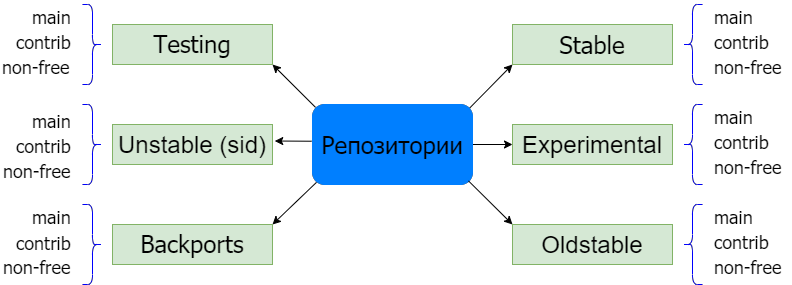 main
contrib
non-free
Testing
Stable
main
contrib
non-free
main
contrib
non-free
Unstable (sid)
Репозитории
Experimental
main
contrib
non-free
main
contrib
non-free
Backports
Oldstable
main
contrib
non-free